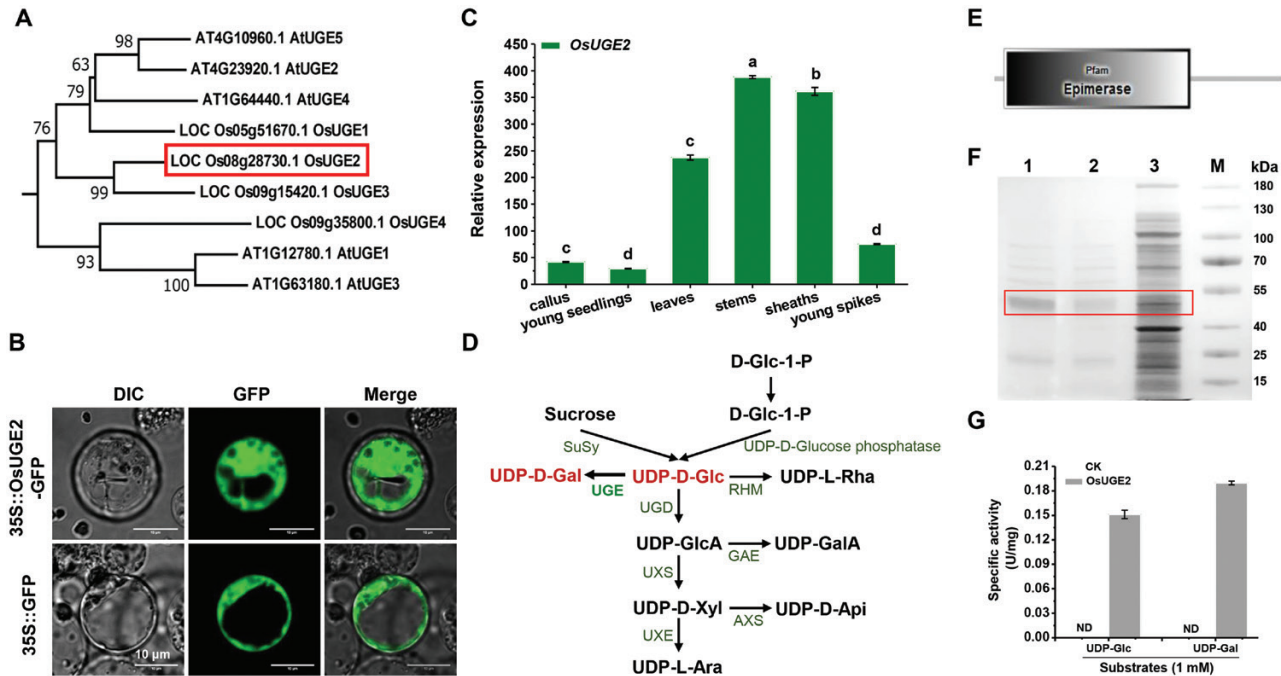 A
98
AT4G10960.1 AtUGE5
63
AT4G23920.1 AtUGE2
79
AT1G64440.1 AtUGE4
76
LOC Os05g51670.1 OsUGE1
LOC Os08g28730.1 OsUGE2
99
LOC Os09g15420.1 OsUGE3
LOC Os09g35800.1 OsUGE4
93
AT1G12780.1 AtUGE1
100
AT1G63180.1 AtUGE3
B
DIC
GFP
Merge
35S::OsUGE2
-GFP
35S::GFP
10 μm
C
OsUGE2
Relative expression
450
400
350
300
250
200
150
100
50
0
c
d
c
a
b
d
callus
young seedlings
leaves
stems
sheaths
young spikes
D
D-Glc-1-P
Sucrose
D-Glc-1-P
SuSy
UDP-D-Glucose phosphatase
UDP-D-Gal
UDP-D-Glc
UDP-L-Rha
UGE
RHM
UGD
UDP-GlcA
UDP-GalA
GAE
UXS
UDP-D-Xyl
UDP-D-Api
AXS
UXE
UDP-L-Ara
E
Pfam
Epimerase
F
1 2 3 M kDa
180
130
100
70
55
40
25
15
G
CK
OsUGE2
Specific activity
(U/mg)
0.21
0.18
0.15
0.12
0.09
0.06
0.03
0.00
ND
ND
UDP-Glc
UDP-Gal
Substrates (1 mM)